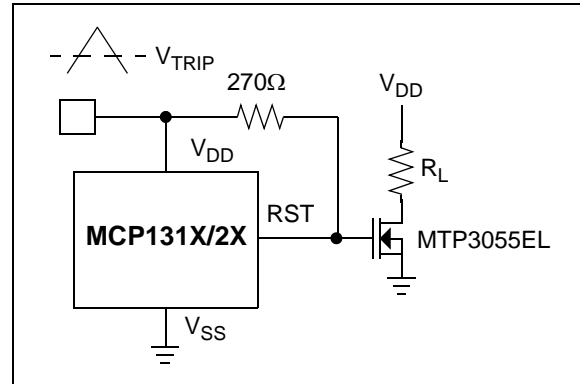 V_TRIP
270Ω
V_DD
V_DD
R_L
RST
MCP131X/2X
MTP3055EL
V_SS